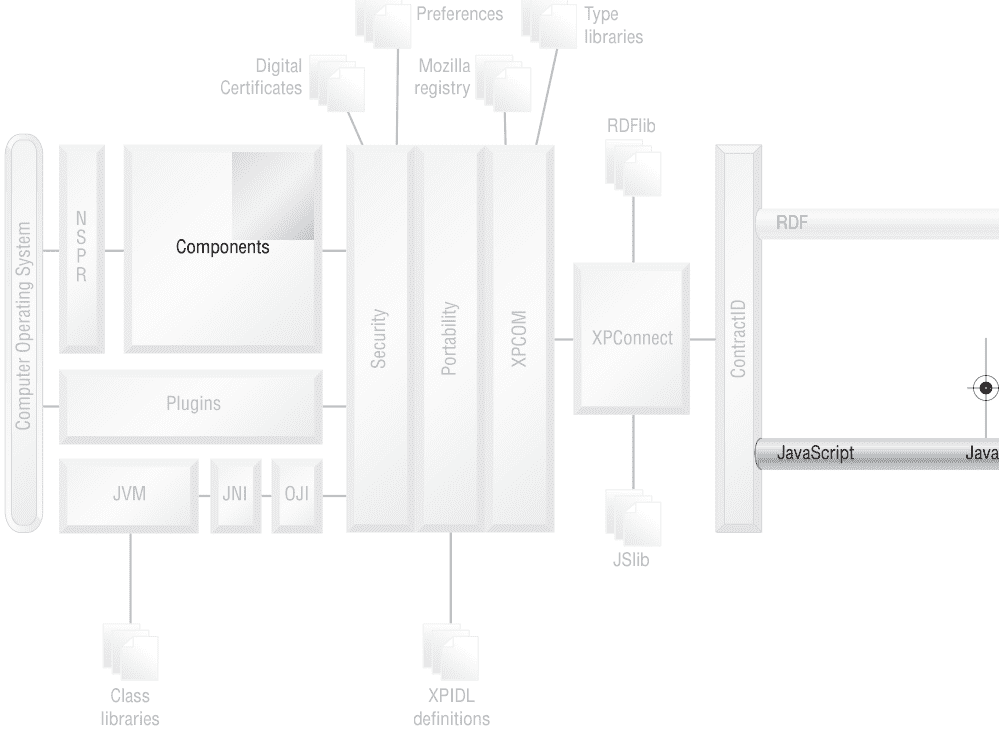 Preferences
Type
libraries
Digital
Certificates
Mozilla
registry
RDFlib
Computer Operating System
NSPR
Components
Security
Portability
XPCOM
XPConnect
ContractID
RDF
Plugins
JavaScript
Java
JVM
JNI
OJI
JSlib
Class
libraries
XPIDL
definitions